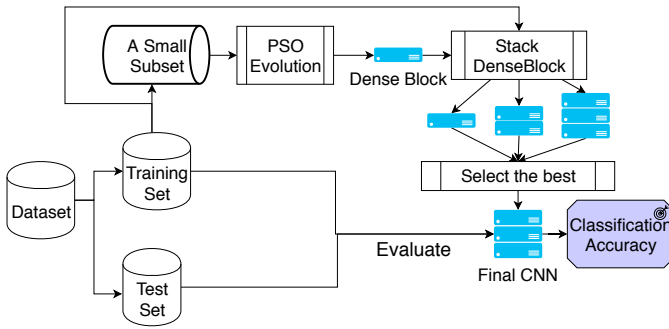 A Small
Subset
PSO
Evolution
Dense Block
Stack
DenseBlock
Select the best
Dataset
Training
Set
Test
Set
Evaluate
Final CNN
Classification
Accuracy